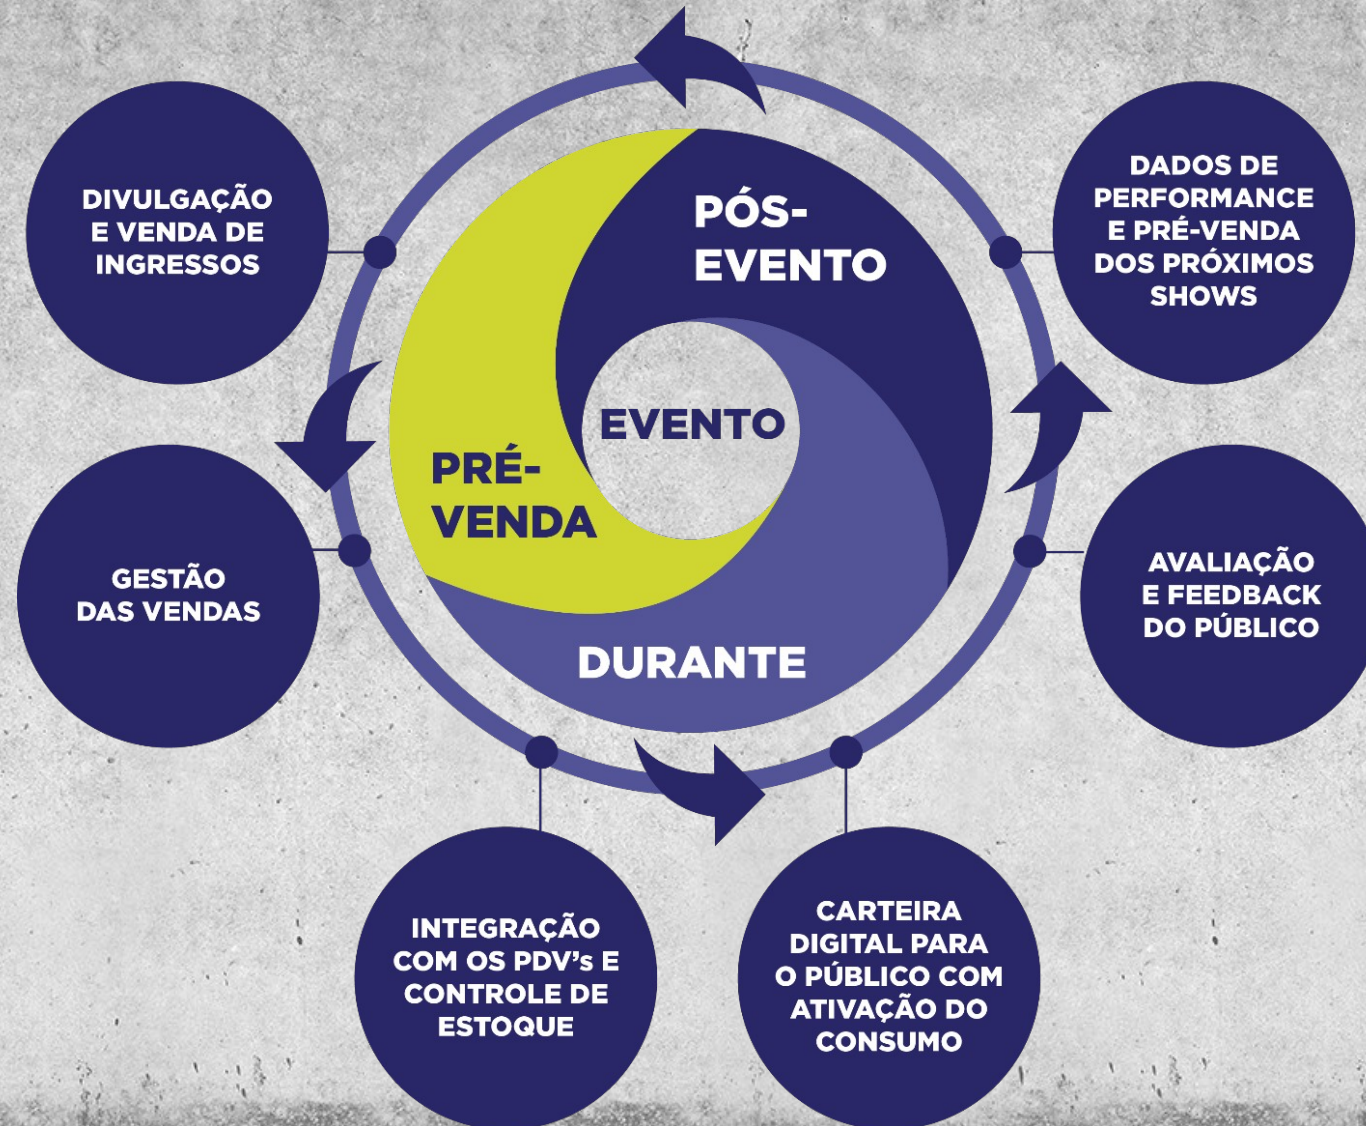 DIVULGAÇÃO
E VENDA DE
INGRESSOS
GESTÃO
DAS VENDAS
PÓS-
EVENTO
EVENTO
PRÉ-
VENDA
DURANTE
DADOS DE
PERFORMANCE
E PRÉ-VENDA
DOS PRÓXIMOS
SHOWS
AVALIAÇÃO
E FEEDBACK
DO PÚBLICO
INTEGRAÇÃO
COM OS PDV's E
CONTROLE DE
ESTOQUE
CARTEIRA
DIGITAL PARA
O PÚBLICO COM
ATIVAÇÃO DO
CONSUMO